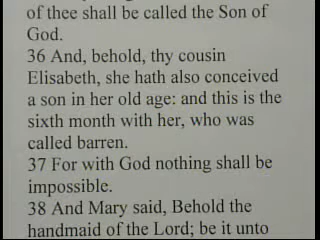 of thee shall be called the Son of
God.
36 And, behold, thy cousin
Elisabeth, she hath also conceived
a son in her old age: and this is the
sixth month with her, who was
called barren.
37 For with God nothing shall be
impossible.
38 And Mary said, Behold the
handmaid of the Lord; be it unto